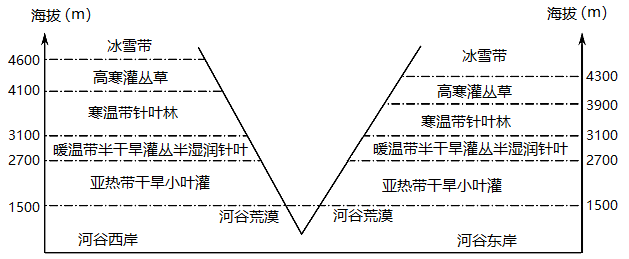 海拔（m） 海拔（m）
冰雪带 冰雪带
4600
高寒灌丛草 4300
4100 高寒灌丛草
3900
寒温带针叶林 寒温带针叶林
3100 3100
暖温带半干旱灌丛半湿润针叶 暖温带半干旱灌丛半湿润针叶
2700 2700
亚热带干旱小叶灌 亚热带干旱小叶灌
1500 1500
河谷荒漠 河谷荒漠
河谷西岸 河谷东岸